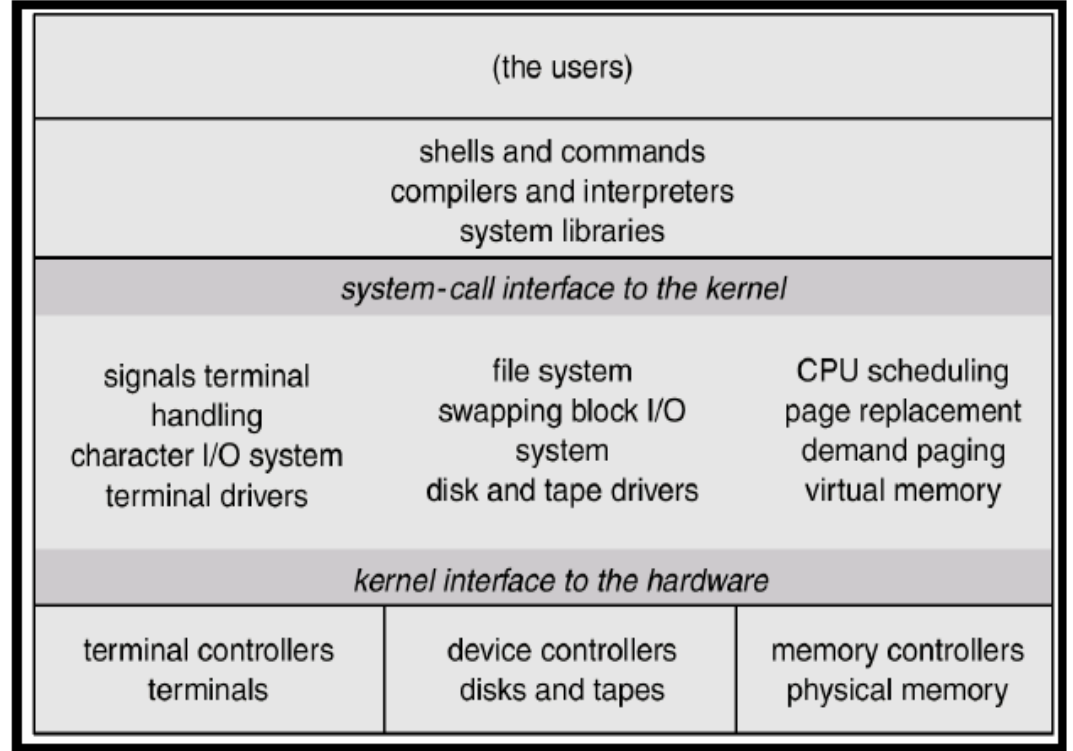 (the users)
shells and commands
compilers and interpreters
system libraries
system-call interface to the kernel
signals terminal
handling
character I/O system
terminal drivers
file system
swapping block I/O
system
disk and tape drivers
CPU scheduling
page replacement
demand paging
virtual memory
kernel interface to the hardware
terminal controllers
terminals
device controllers
disks and tapes
memory controllers
physical memory